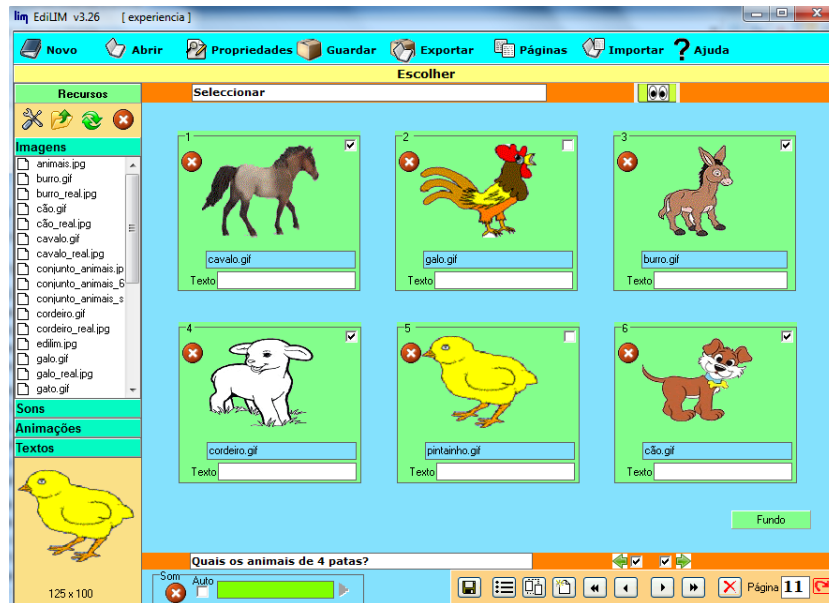 lim EdiLIM v3.26 [ experiencia ]
Novo Abrir Propriedades Guardar Exportar Páginas Importar ? Ajuda
Escolher
Recursos
Seleccionar
Imagens
animais.jpg
burro.gif
burro_real.jpg
cão.gif
cão_real.jpg
cavalo.gif
cavalo_real.jpg
conjunto_animais.jp
conjunto_animais_6
conjunto_animais_s
cordeiro.gif
cordeiro_real.jpg
edilim.jpg
galo.gif
galo_real.jpg
gato.gif
Sons
Animações
Textos
125 x 100
1
cavalo.gif
Texto
2
galo.gif
Texto
3
burro.gif
Texto
4
cordeiro.gif
Texto
5
pintainho.gif
Texto
6
cão.gif
Texto
Fundo
Quais os animais de 4 patas?
Som
Auto
Página 11